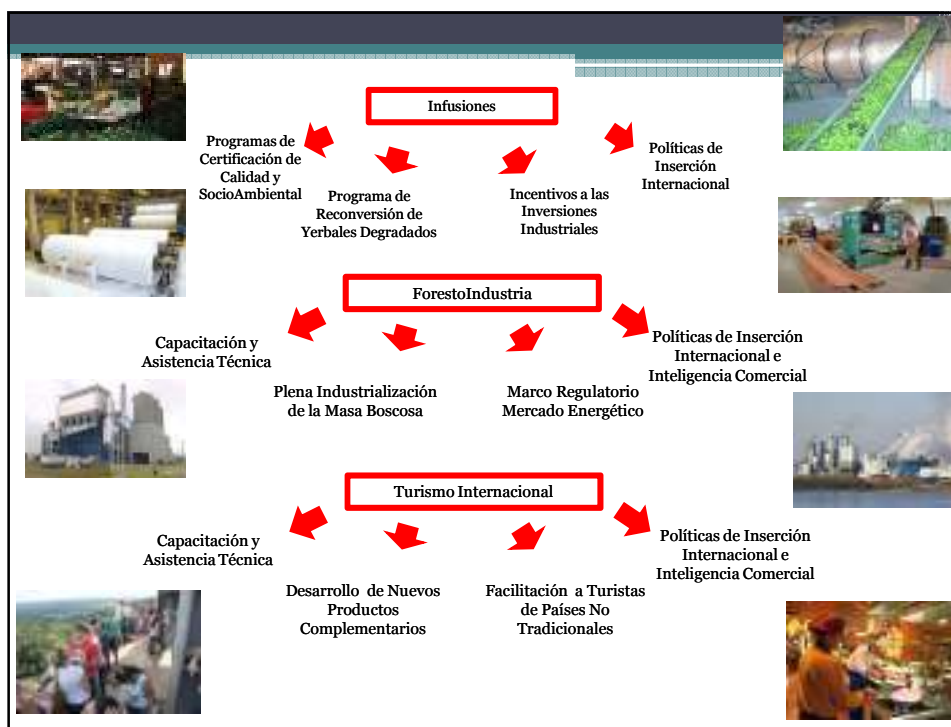 Infusiones
Programas de
Certificación de
Calidad y
SocioAmbiental
Programa de
Reconversión de
Yerbales Degradados
Incentivos a las
Inversiones
Industriales
Políticas de
Inserción
Internacional
ForestoIndustria
Capacitación y
Asistencia Técnica
Plena Industrialización
de la Masa Boscosa
Marco Regulatorio
Mercado Energético
Políticas de Inserción
Internacional e
Inteligencia Comercial
Turismo Internacional
Capacitación y
Asistencia Técnica
Desarrollo de Nuevos
Productos
Complementarios
Facilitación a Turistas
de Países No
Tradicionales
Políticas de Inserción
Internacional e
Inteligencia Comercial